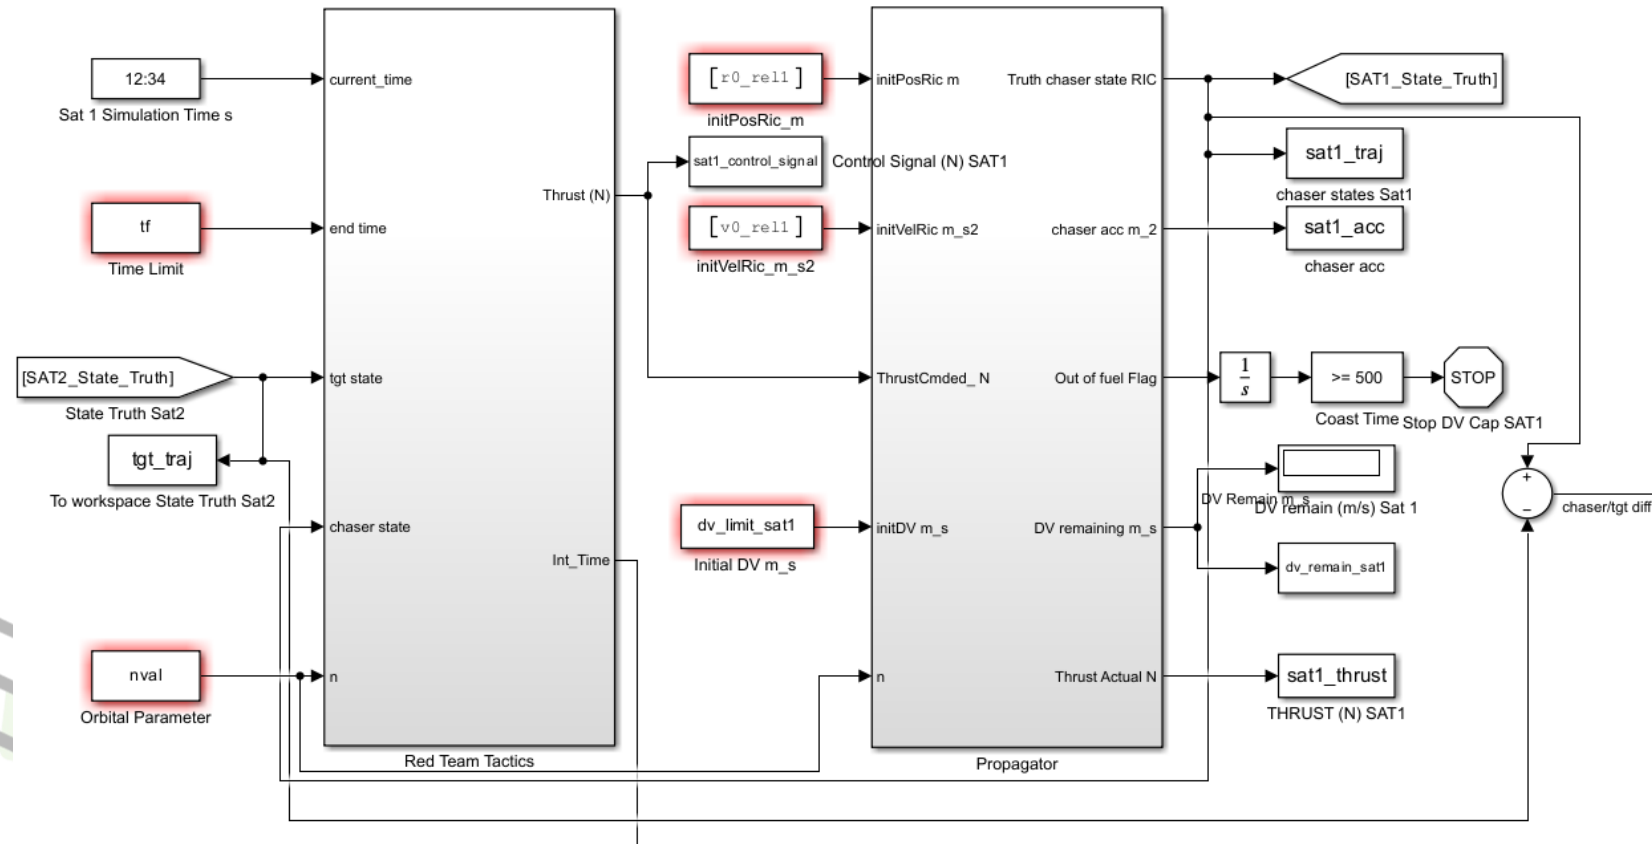 12:34
Sat 1 Simulation Time s
tf
Time Limit
[SAT2_State_Truth]
State Truth Sat2
tgt_traj
To workspace State Truth Sat2
nval
Orbital Parameter
current_time
end time
tgt state
chaser state
n
Thrust (N)
Int_Time
Red Team Tactics
[r0_rel1]
initPosRic_m
sat1_control_signal
Control Signal (N) SAT1
[v0_rel1]
initVelRic_m_s2
dv_limit_sat1
Initial DV m_s
initPosRic m
initVelRic m_s2
ThrustCmded_ N
initDV m_s
n
Truth chaser state RIC
chaser acc m_2
Out of fuel Flag
DV remaining m_s
Thrust Actual N
Propagator
[SAT1_State_Truth]
sat1_traj
chaser states Sat1
sat1_acc
chaser acc
1
s
>= 500
Coast Time
STOP
Stop DV Cap SAT1
DV Remain m_s
DV remain (m/s) Sat 1
dv_remain_sat1
sat1_thrust
THRUST (N) SAT1
+
−
chaser/tgt diff